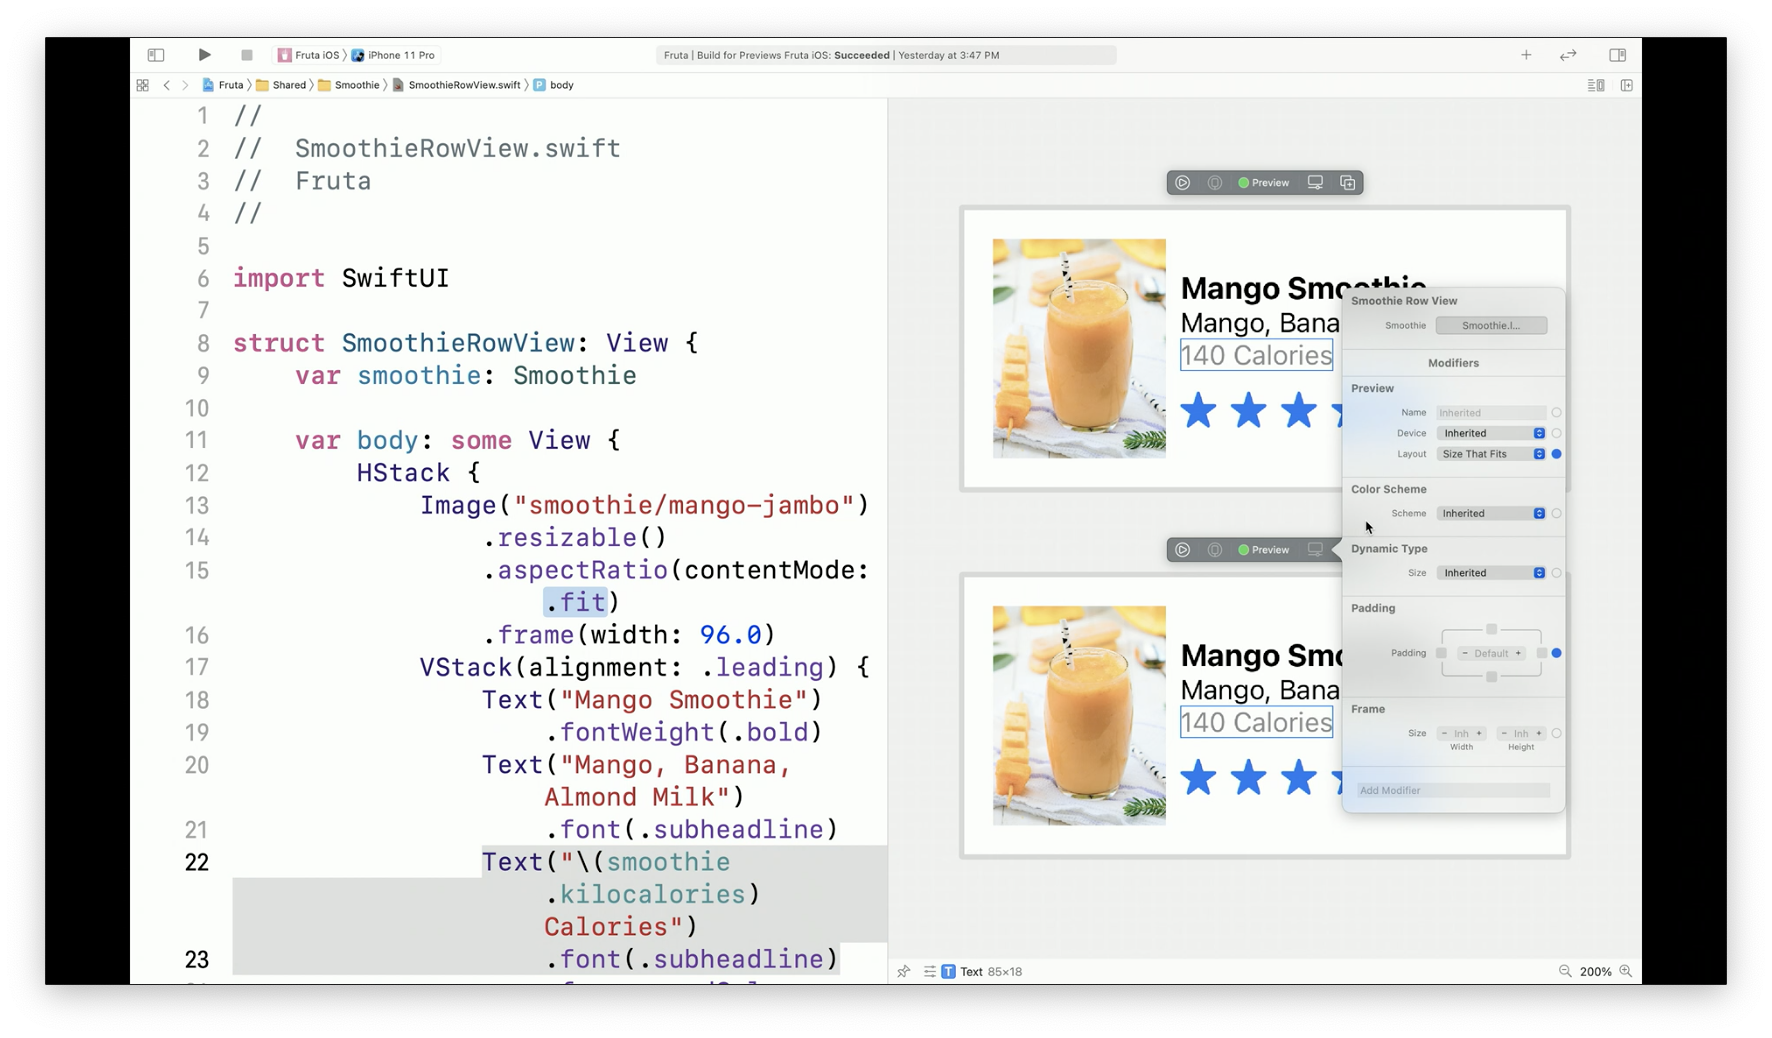 Fruta iOS 〉 iPhone 11 Pro
Fruta | Build for Previews Fruta iOS: Succeeded | Yesterday at 3:47 PM
Fruta 〉 Shared 〉 Smoothie 〉 SmoothieRowView.swift 〉 P body
1 //
2 //  SmoothieRowView.swift
3 //  Fruta
4 //
5
6 import SwiftUI
7
8 struct SmoothieRowView: View {
9     var smoothie: Smoothie
10
11     var body: some View {
12         HStack {
13             Image("smoothie/mango-jambo")
14                 .resizable()
15                 .aspectRatio(contentMode:
.fit)
16                 .frame(width: 96.0)
17             VStack(alignment: .leading) {
18                 Text("Mango Smoothie")
19                     .fontWeight(.bold)
20                 Text("Mango, Banana,
Almond Milk")
21                     .font(.subheadline)
22                 Text("\(smoothie
.kilocalories)
Calories")
23                     .font(.subheadline)
Preview
Mango Smoothie
Mango, Bana
140 Calories
Preview
Mango Smo
Mango, Bana
140 Calories
Smoothie Row View
Smoothie Smoothie.l...
Modifiers
Preview
Name Inherited
Device Inherited
Layout Size That Fits
Color Scheme
Scheme Inherited
Dynamic Type
Size Inherited
Padding
Padding - Default +
Frame
Size - Inh + - Inh +
Width Height
Add Modifier
T Text 85×18
200%